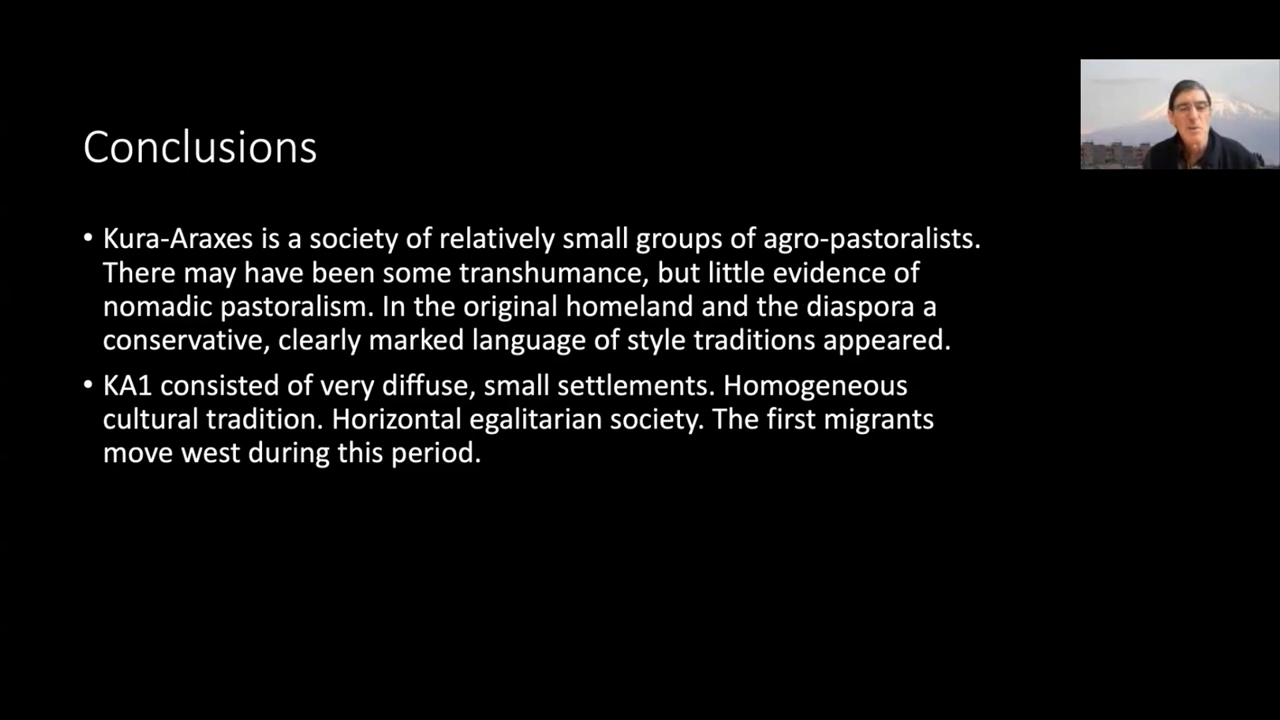 Conclusions
• Kura-Araxes is a society of relatively small groups of agro-pastoralists.
There may have been some transhumance, but little evidence of
nomadic pastoralism. In the original homeland and the diaspora a
conservative, clearly marked language of style traditions appeared.
• KA1 consisted of very diffuse, small settlements. Homogeneous
cultural tradition. Horizontal egalitarian society. The first migrants
move west during this period.